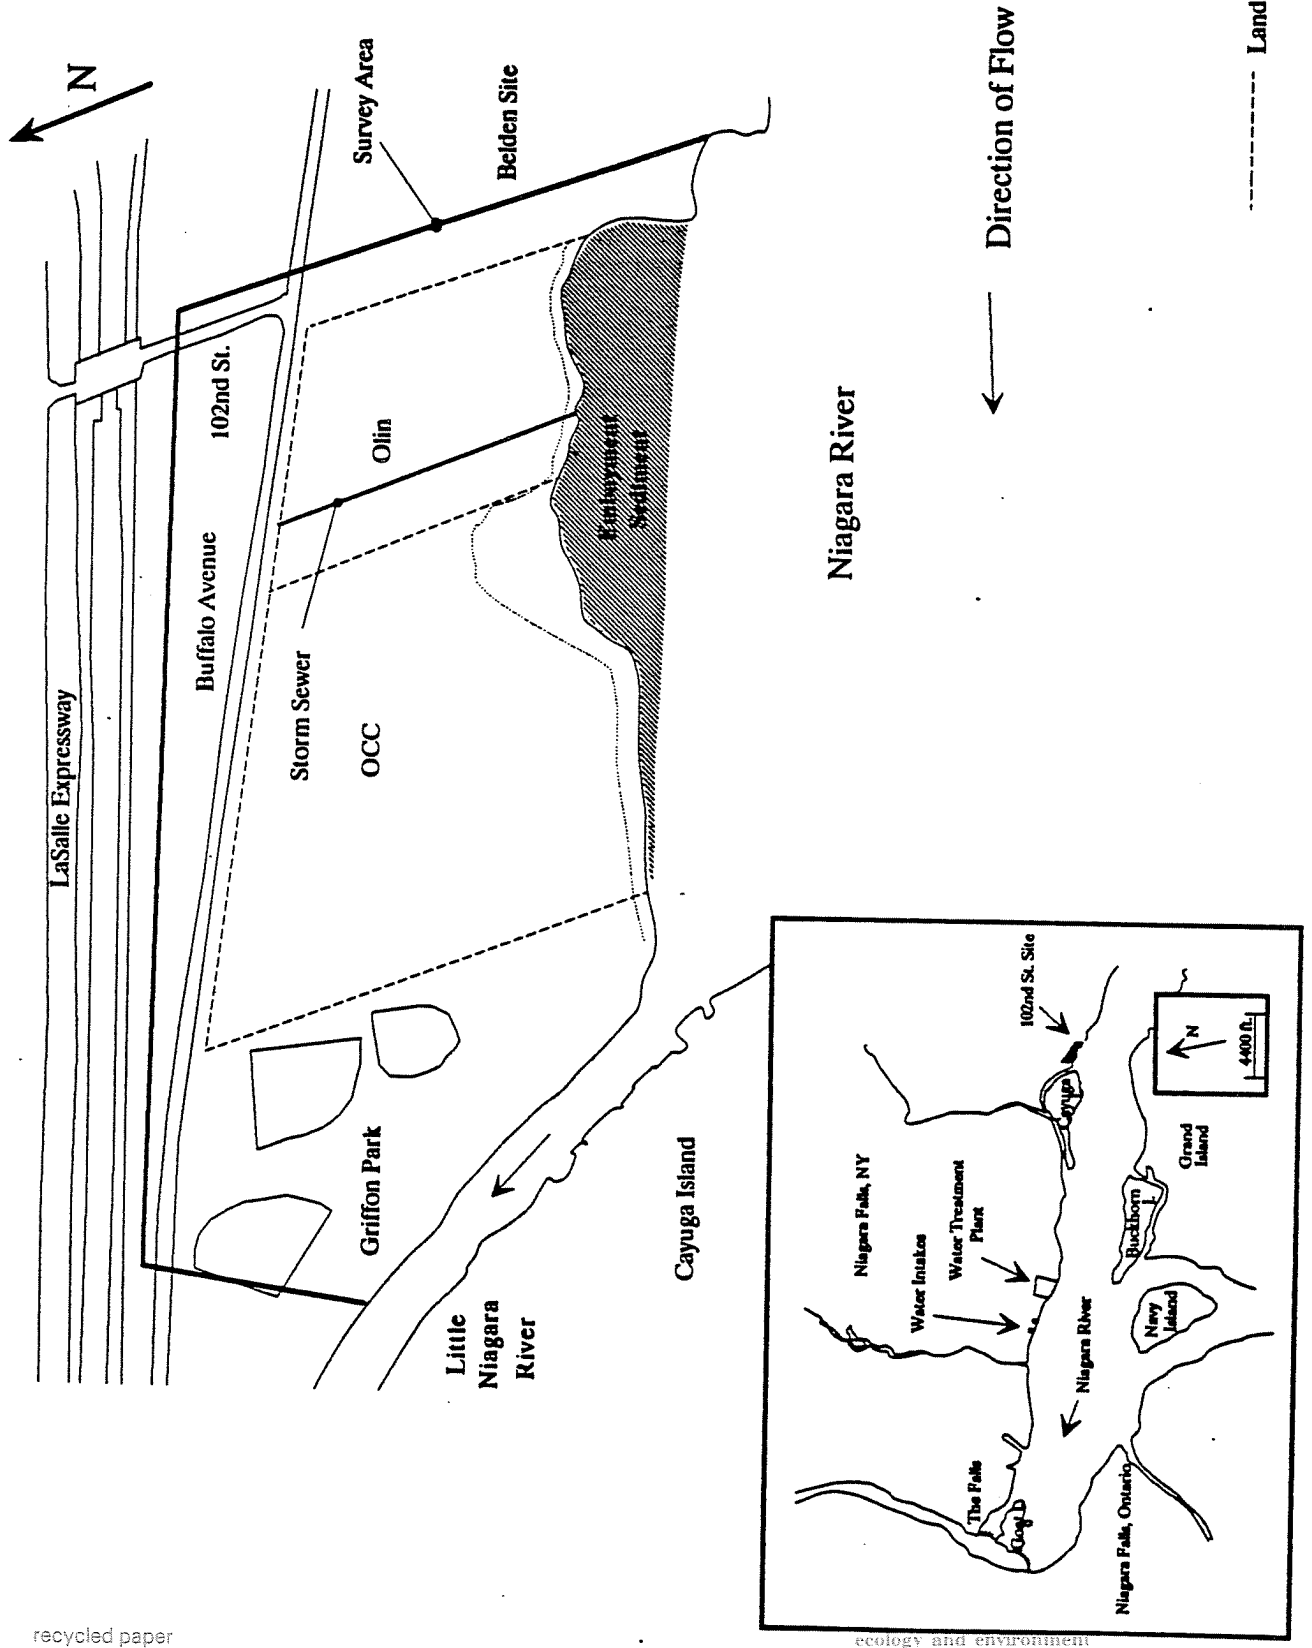 N
LaSalle Expressway
Buffalo Avenue
102nd St.
Survey Area
Belden Site
Storm Sewer
Olin
OCC
Griffon Park
Embayment
Sediment
Little
Niagara
River
Cayuga Island
Niagara River
Direction of Flow
Land
Niagara Falls, NY
102nd St. Site
Cayuga
I.
Water Treatment
Plant
Water Intakes
The Falls
Goat I.
Niagara River
Buckhorn
I.
Grand
Island
Navy
Island
Niagara Falls, Ontario
N
4400 ft.
recycled paper
ecology and environment